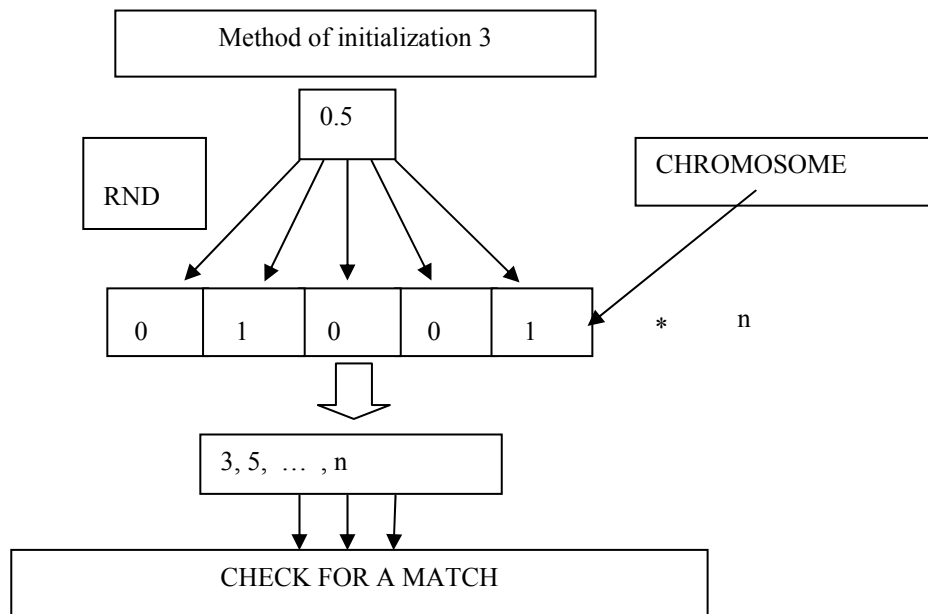 Method of initialization 3
0.5
RND
CHROMOSOME
0 1 0 0 1 * n
3, 5, … , n
CHECK FOR A MATCH